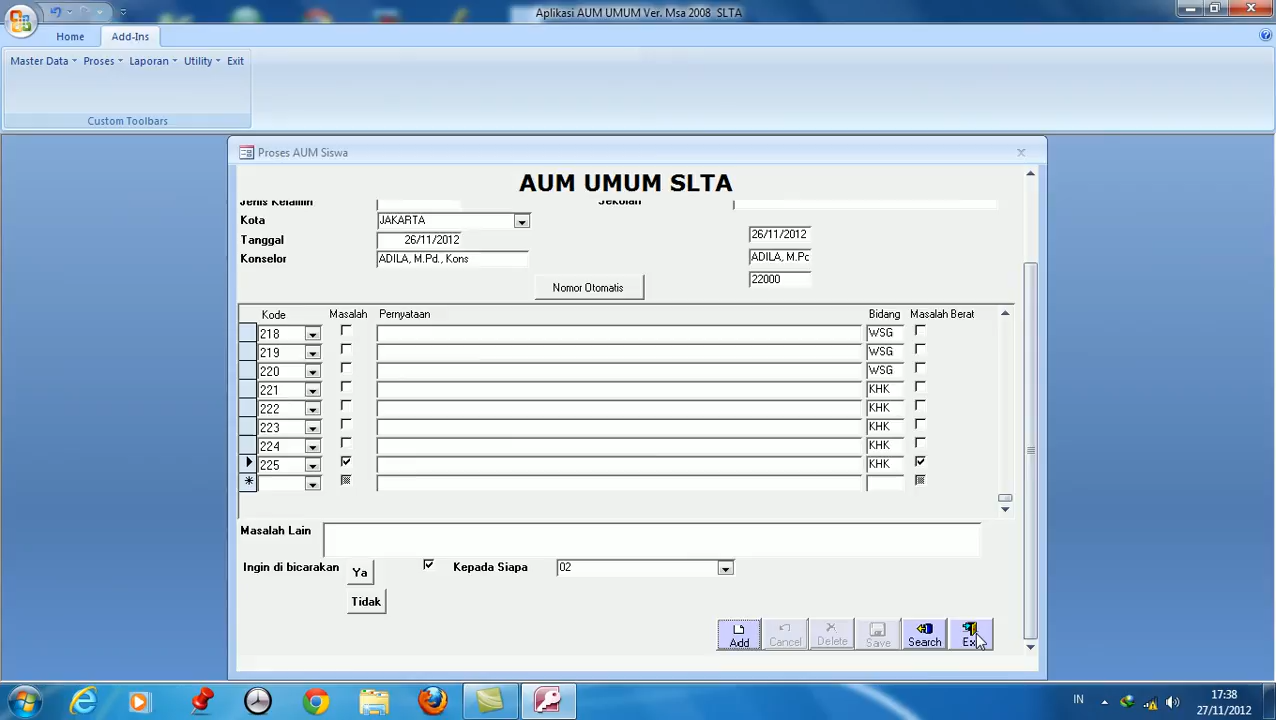 Aplikasi AUM UMUM Ver. Msa 2008 SLTA
Home Add-Ins
Master Data Proses Laporan Utility Exit
Custom Toolbars
Proses AUM Siswa
AUM UMUM SLTA
Jenis Kelamin Sekolah
Kota JAKARTA 26/11/2012
Tanggal 26/11/2012 ADILA, M.Pc
Konselor ADILA, M.Pd., Kons 22000
Nomor Otomatis
Kode Masalah Pernyataan Bidang Masalah Berat
218 WSG
219 WSG
220 WSG
221 KHK
222 KHK
223 KHK
224 KHK
225 KHK
Masalah Lain
Ingin di bicarakan Ya Kepada Siapa 02
Tidak
Add Cancel Delete Save Search Ex
IN 17:38
27/11/2012